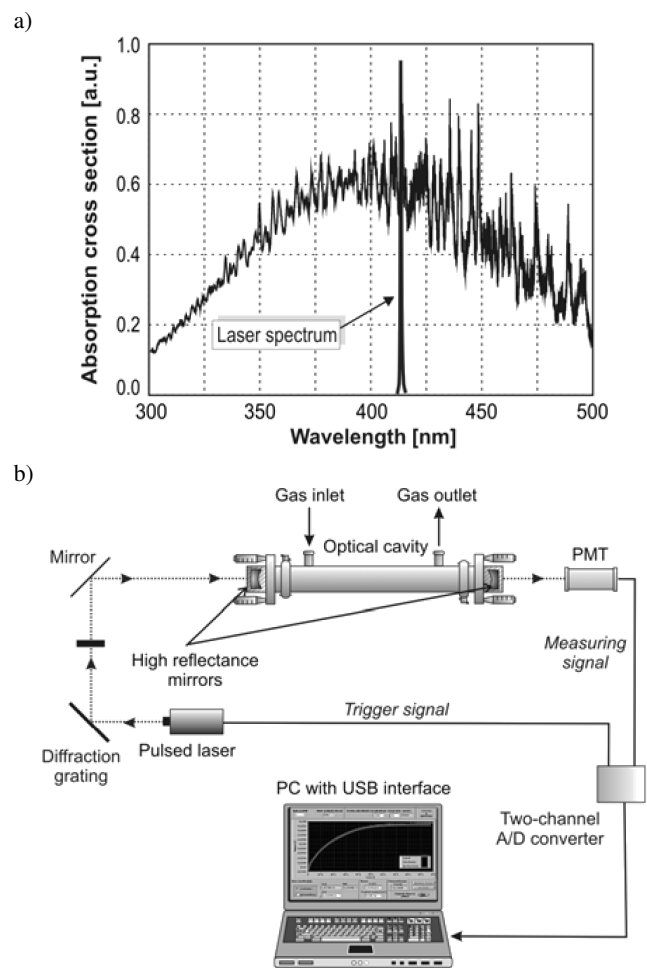 a)
Absorption cross section [a.u.]
1.0
0.8
0.6
0.4
0.2
0.0
Laser spectrum
300
350
400
450
500
Wavelength [nm]
b)
Gas inlet
Gas outlet
Optical cavity
Mirror
PMT
High reflectance
mirrors
Measuring
signal
Trigger signal
Diffraction
grating
Pulsed laser
PC with USB interface
Two-channel
A/D converter